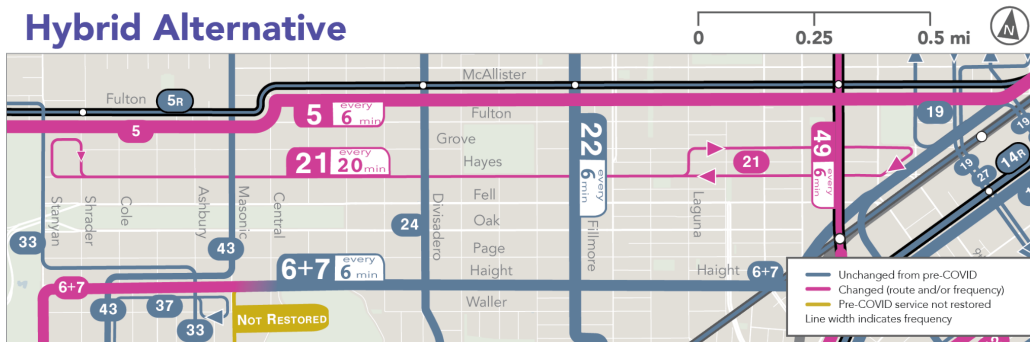 Hybrid Alternative
0
0.25
0.5 mi
N
McAllister
Fulton
5R
5 every 6 min
Fulton
5
19
Grove
22 every 6 min
49 every 6 min
19
14R
21 every 20 min
Hayes
21
19
27
Fell
Stanyan
Shrader
Cole
Ashbury
Masonic
Central
Divisadero
Fillmore
Laguna
24
Oak
33
43
Page
6+7 every 6 min
Haight
Haight
6+7
6+7
Waller
43
37
33
NOT RESTORED
Unchanged from pre-COVID
Changed (route and/or frequency)
Pre-COVID service not restored
Line width indicates frequency